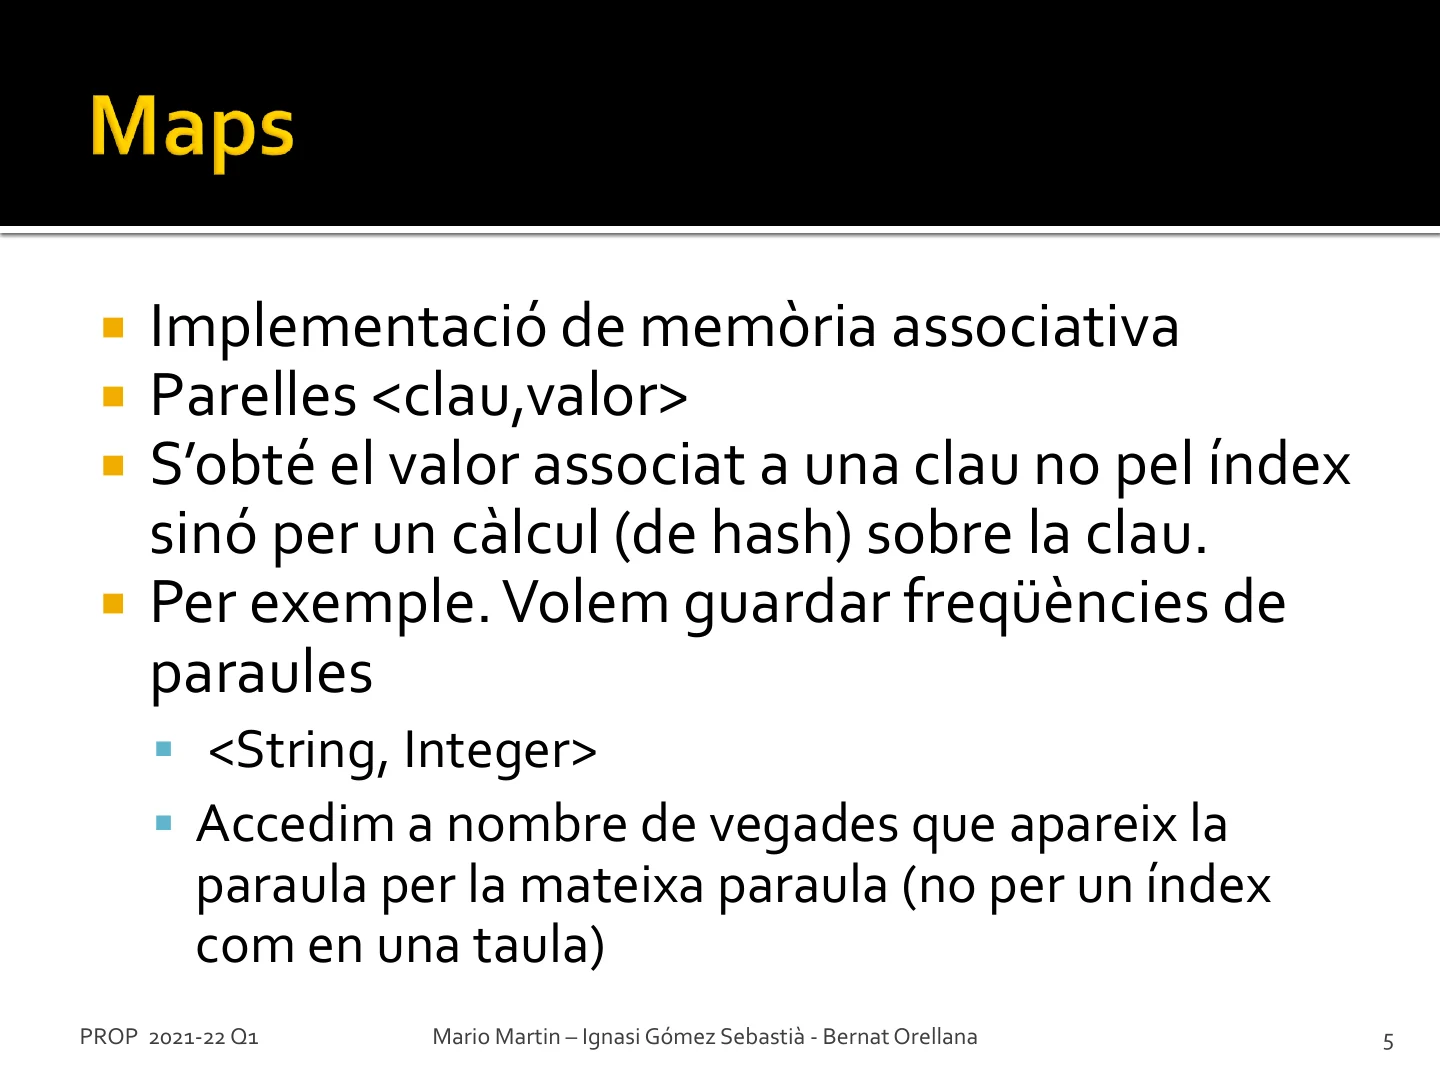 Maps
Implementació de memòria associativa
Parelles <clau,valor>
S’obté el valor associat a una clau no pel índex
sinó per un càlcul (de hash) sobre la clau.
Per exemple. Volem guardar freqüències de
paraules
<String, Integer>
Accedim a nombre de vegades que apareix la
paraula per la mateixa paraula (no per un índex
com en una taula)
PROP 2021-22 Q1 Mario Martin – Ignasi Gómez Sebastià - Bernat Orellana 5